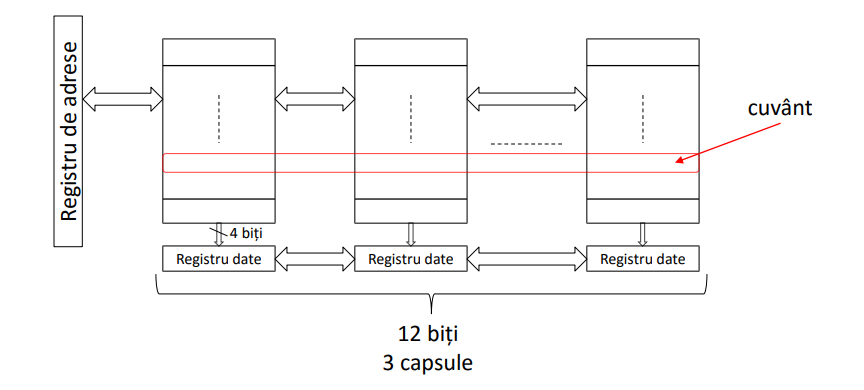 Registru de adrese
cuvânt
4 biți
Registru date
Registru date
Registru date
12 biți
3 capsule